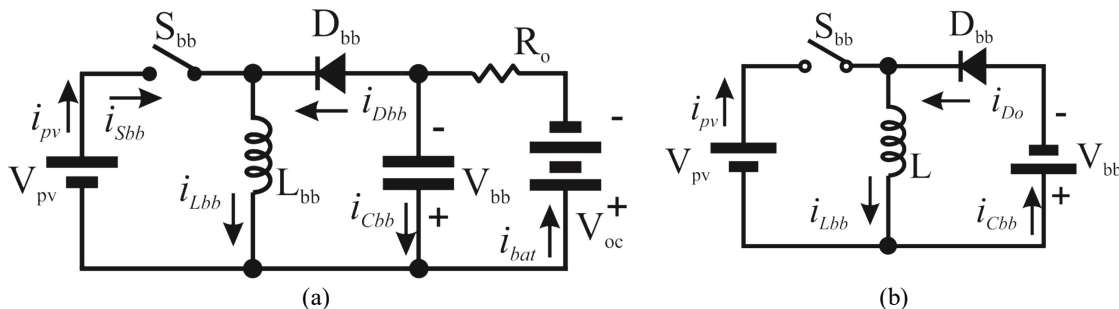 S_bb
D_bb
R_o
i_pv
i_Sbb
i_Dbb
-
-
V_pv
i_Lbb
L_bb
i_Cbb
V_bb
+
i_bat
+
V_oc
(a)
S_bb
D_bb
i_pv
i_Do
-
V_pv
L
V_bb
i_Lbb
i_Cbb
+
(b)